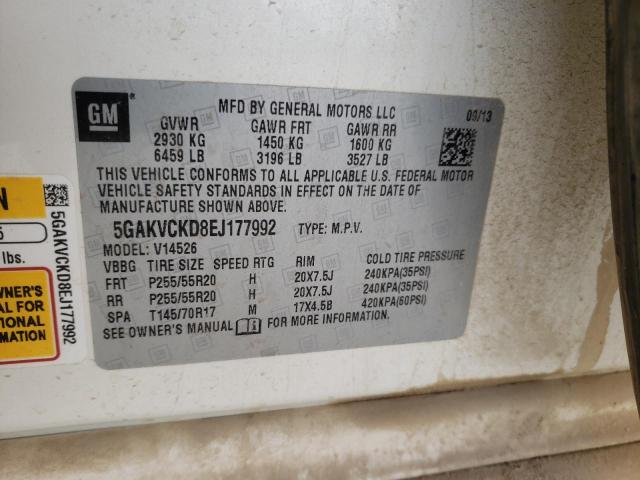 GM
MFD BY GENERAL MOTORS LLC
09/13
GVWR GAWR FRT GAWR RR
2930 KG 1450 KG 1600 KG
6459 LB 3196 LB 3527 LB
THIS VEHICLE CONFORMS TO ALL APPLICABLE U.S. FEDERAL MOTOR
VEHICLE SAFETY STANDARDS IN EFFECT ON THE DATE OF
MANUFACTURE SHOWN ABOVE.
5GAKVCKD8EJ177992 TYPE: M.P.V.
MODEL: V14526
VBBG TIRE SIZE SPEED RTG RIM COLD TIRE PRESSURE
FRT P255/55R20 H 20X7.5J 240KPA(35PSI)
RR P255/55R20 H 20X7.5J 240KPA(35PSI)
SPA T145/70R17 M 17X4.5B 420KPA(60PSI)
SEE OWNER'S MANUAL FOR MORE INFORMATION.
N
5
lbs.
WNER'S
AL FOR
TIONAL
RMATION
5GAKVCKD8EJ177992